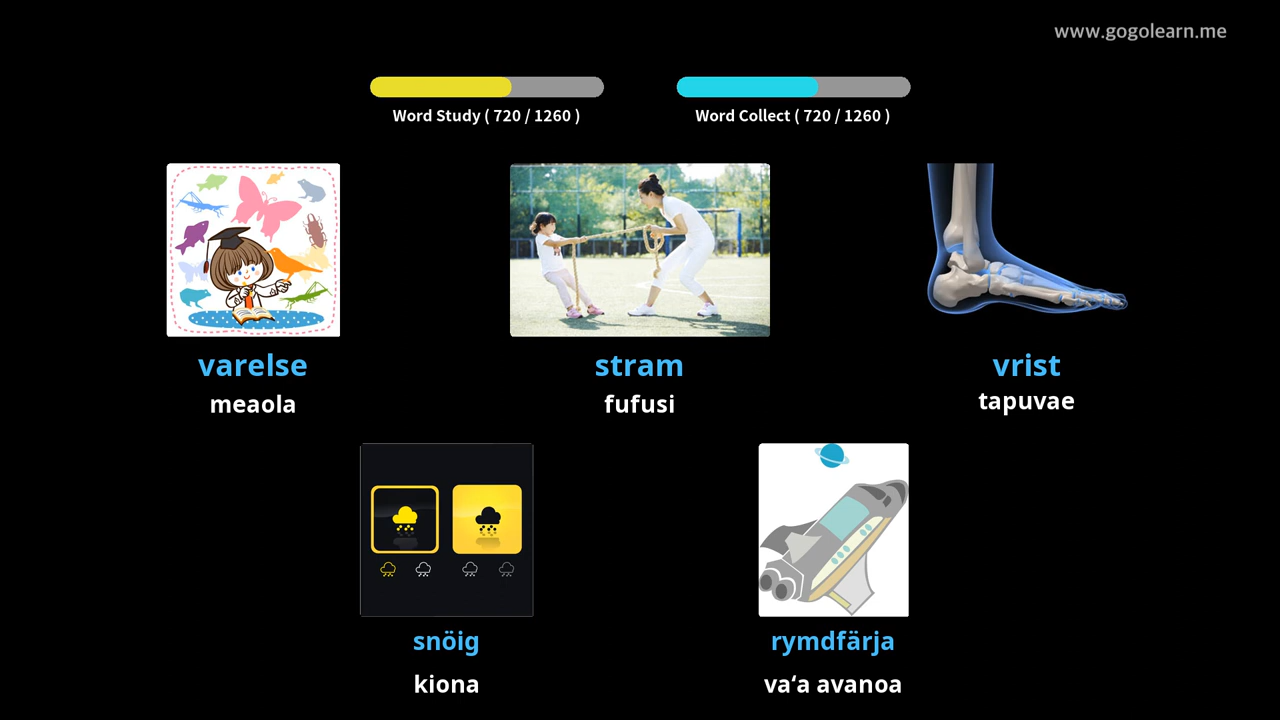 www.gogolearn.me
Word Study ( 720 / 1260 )
Word Collect ( 720 / 1260 )
varelse
meaola
stram
fufusi
vrist
tapuvae
snöig
kiona
rymdfärja
vaʻa avanoa